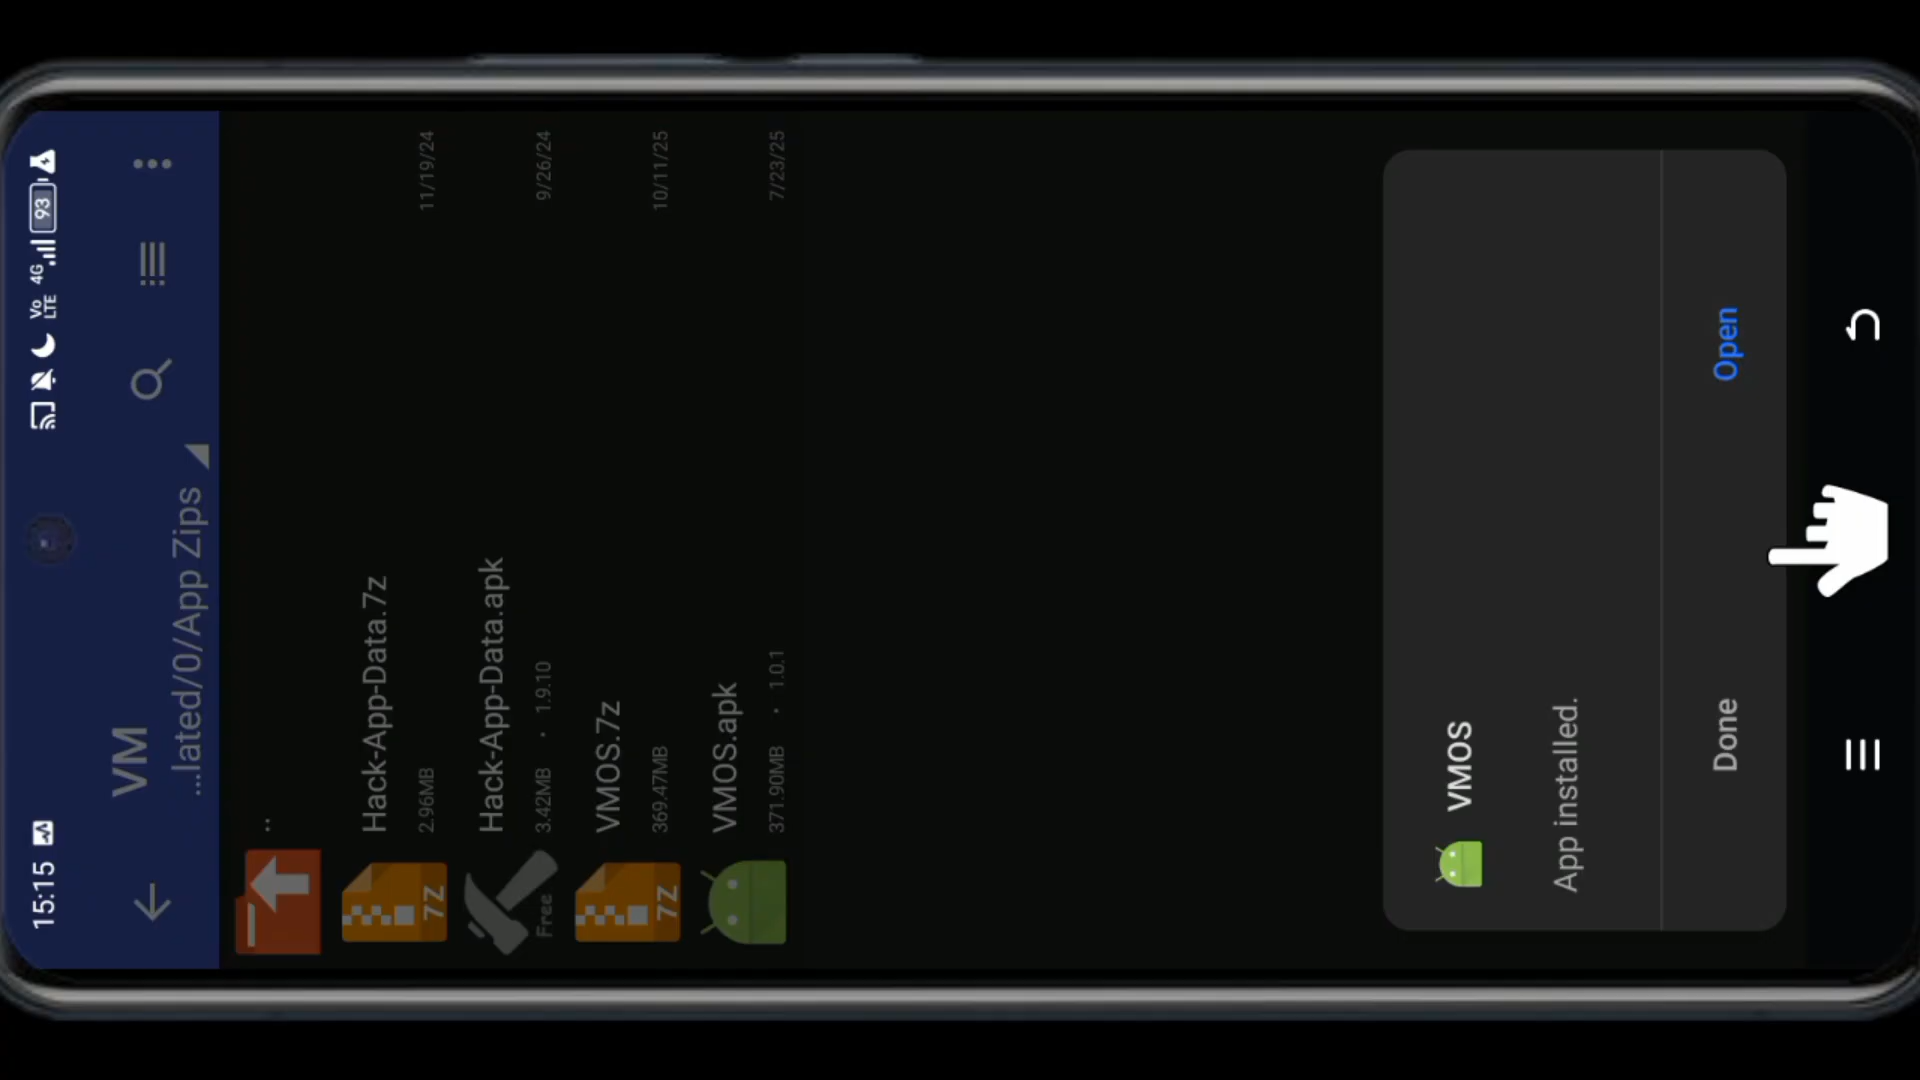 15:15
Vo LTE 4G 93
VM
...lated/0/App Zips
..
Hack-App-Data.7z
2.96MB 11/19/24
Hack-App-Data.apk
3.42MB · 1.9.10 9/26/24
Free
VMOS.7z
369.47MB 10/11/25
7Z
7Z
VMOS.apk
371.90MB · 1.0.1 7/23/25
VMOS
App installed.
Done Open